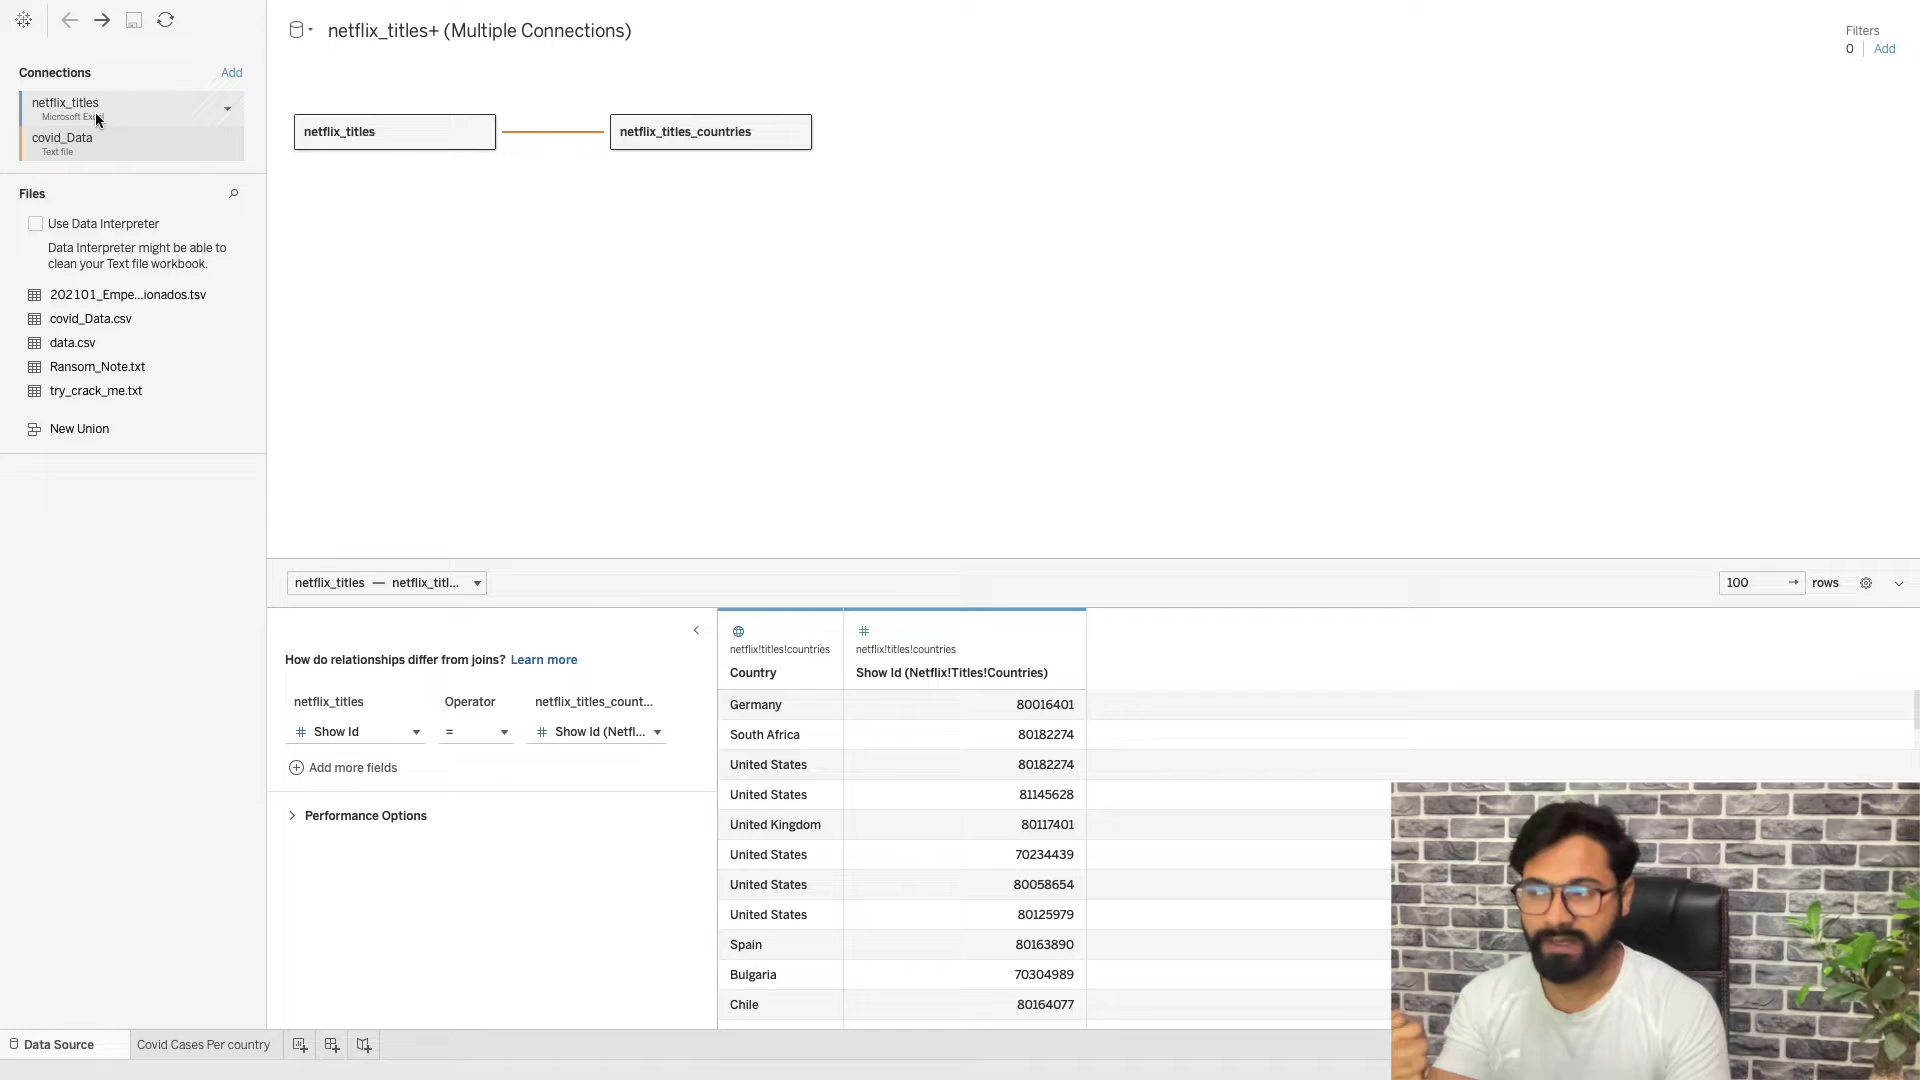 netflix_titles+ (Multiple Connections)
Filters
0 Add
Connections Add
netflix_titles
Microsoft
covid_Data
Text file
netflix_titles
netflix_titles_countries
Files
Use Data Interpreter
Data Interpreter might be able to
clean your Text file workbook.
202101_Empe...ionados.tsv
covid_Data.csv
data.csv
Ransom_Note.txt
try_crack_me.txt
New Union
netflix_titles — netflix_titl...
100 rows
How do relationships differ from joins? Learn more
netflix_titles Operator netflix_titles_count...
Show Id = Show Id (Netfl...
Add more fields
Performance Options
netflix!titles!countries netflix!titles!countries
Country Show Id (Netflix!Titles!Countries)
Germany 80016401
South Africa 80182274
United States 80182274
United States 81145628
United Kingdom 80117401
United States 70234439
United States 80058654
United States 80125979
Spain 80163890
Bulgaria 70304989
Chile 80164077
Data Source Covid Cases Per country